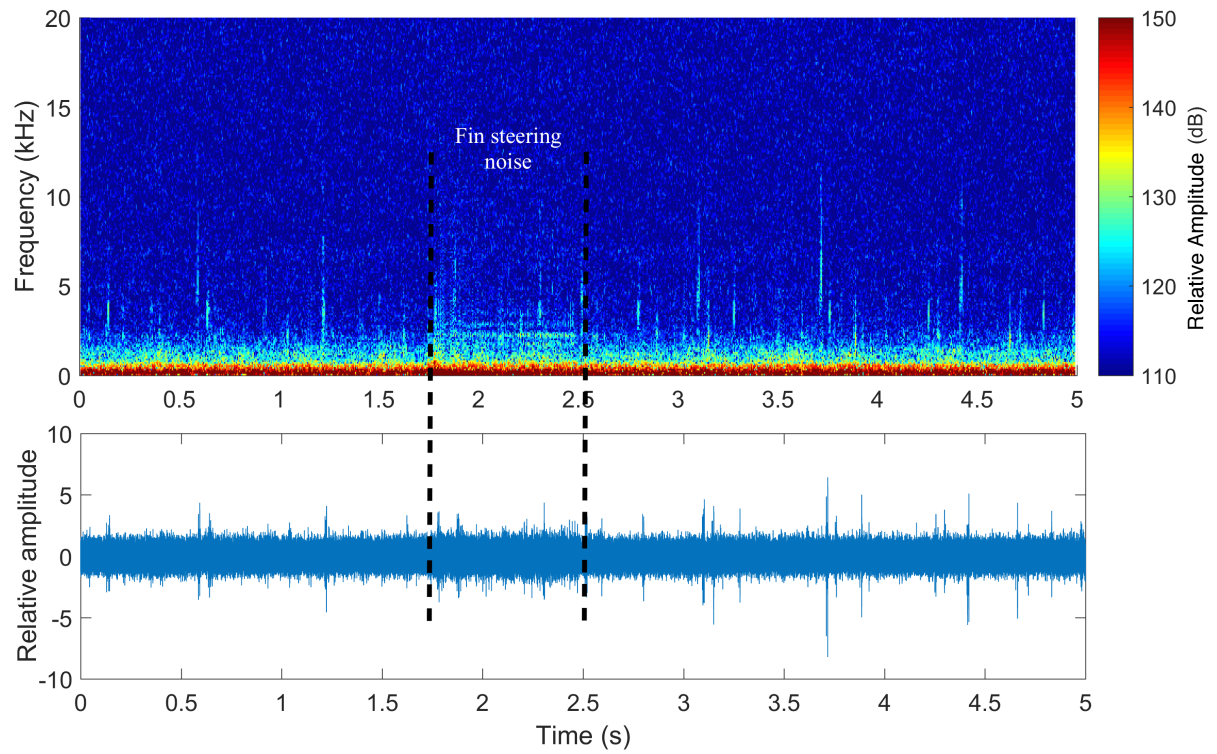 20
15
10
5
0
Frequency (kHz)
Fin steering
noise
0 0.5 1 1.5 2 2.5 3 3.5 4 4.5 5
150
140
130
120
110
Relative Amplitude (dB)
10
5
0
-5
-10
Relative amplitude
0 0.5 1 1.5 2 2.5 3 3.5 4 4.5 5
Time (s)